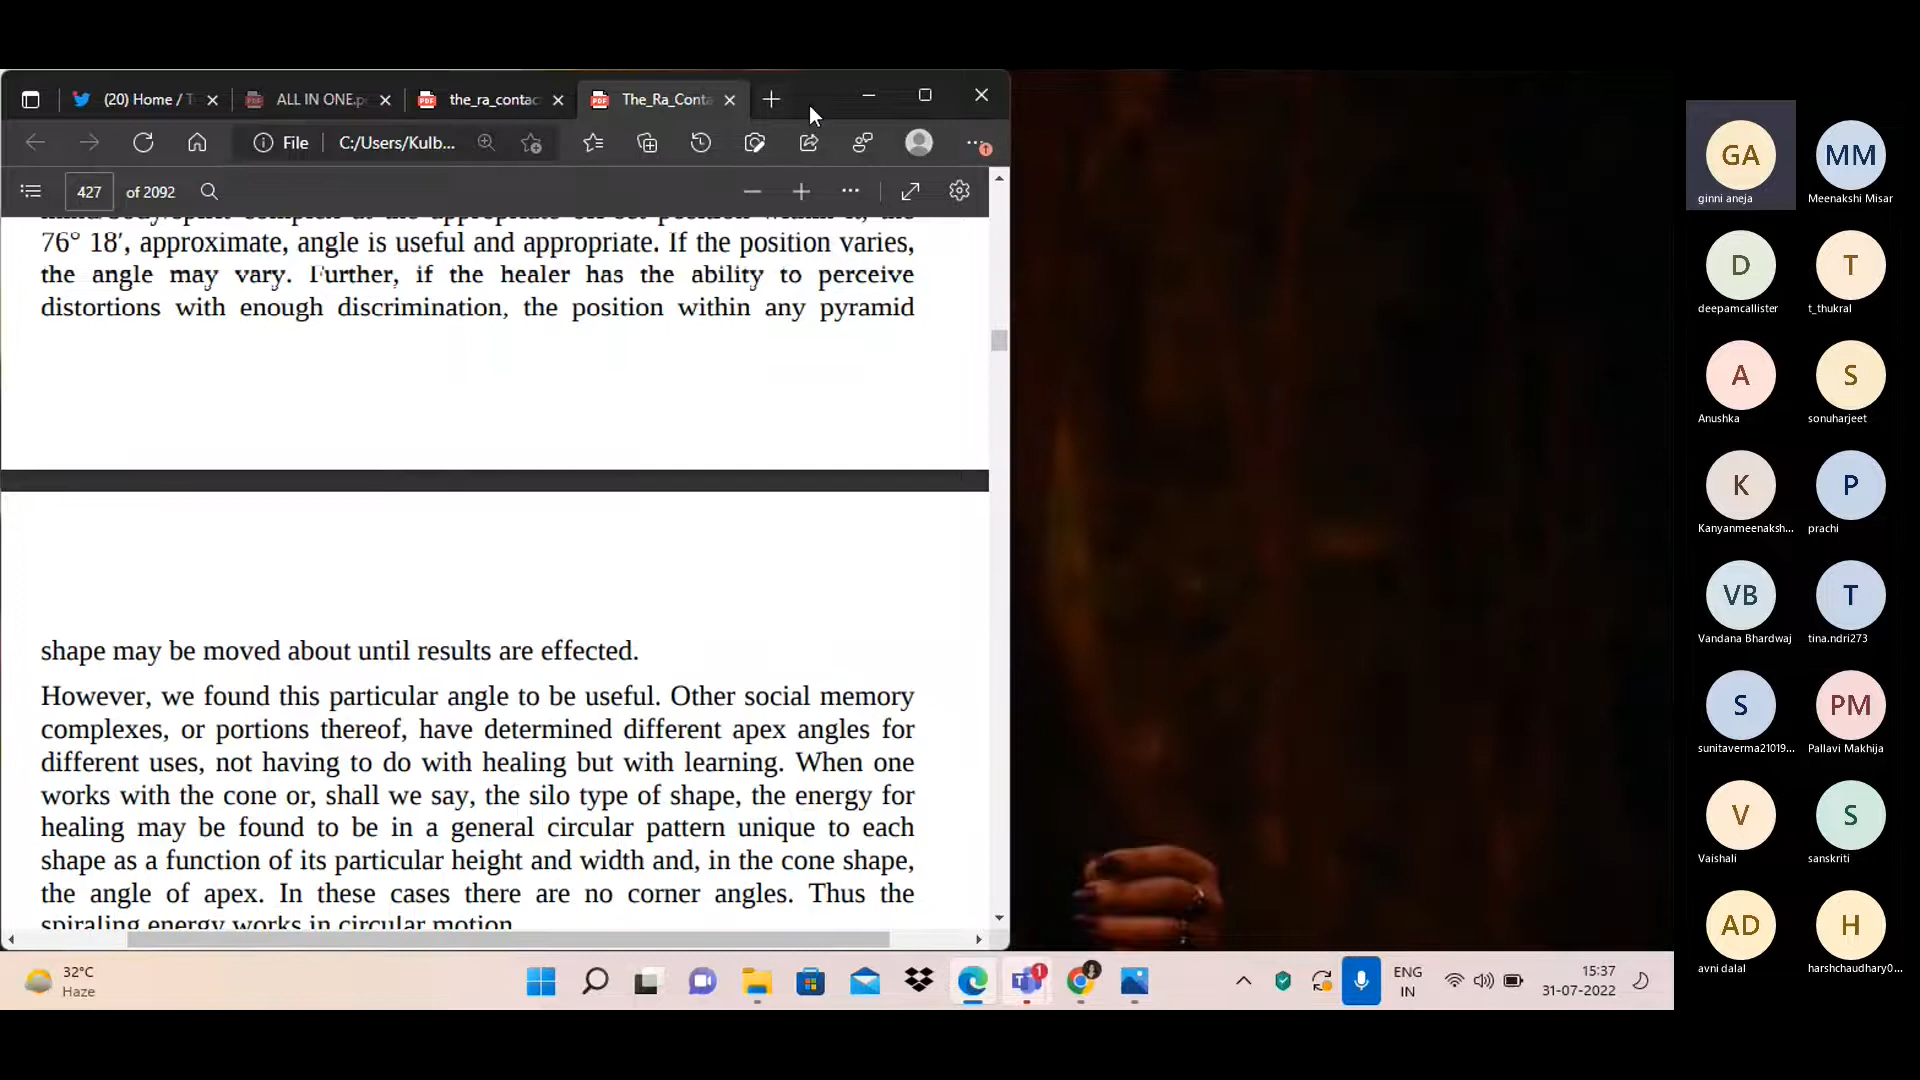 (20) Home / T
ALL IN ONE.p
the_ra_contac
The_Ra_Conta
File
C:/Users/Kulb...
427
of 2092
76° 18′, approximate, angle is useful and appropriate. If the position varies,
the angle may vary. Further, if the healer has the ability to perceive
distortions with enough discrimination, the position within any pyramid
shape may be moved about until results are effected.
However, we found this particular angle to be useful. Other social memory
complexes, or portions thereof, have determined different apex angles for
different uses, not having to do with healing but with learning. When one
works with the cone or, shall we say, the silo type of shape, the energy for
healing may be found to be in a general circular pattern unique to each
shape as a function of its particular height and width and, in the cone shape,
the angle of apex. In these cases there are no corner angles. Thus the
spiraling energy works in circular motion.
32°C
Haze
1
ENG
IN
15:37
31-07-2022
GA
ginni aneja
MM
Meenakshi Misar
D
deepamcallister
T
t_thukral
A
Anushka
S
sonuharjeet
K
Kanyanmeenaksh...
P
prachi
VB
Vandana Bhardwaj
T
tina.ndri273
S
sunitaverma21019...
PM
Pallavi Makhija
V
Vaishali
S
sanskriti
AD
avni dalal
H
harshchaudhary0...